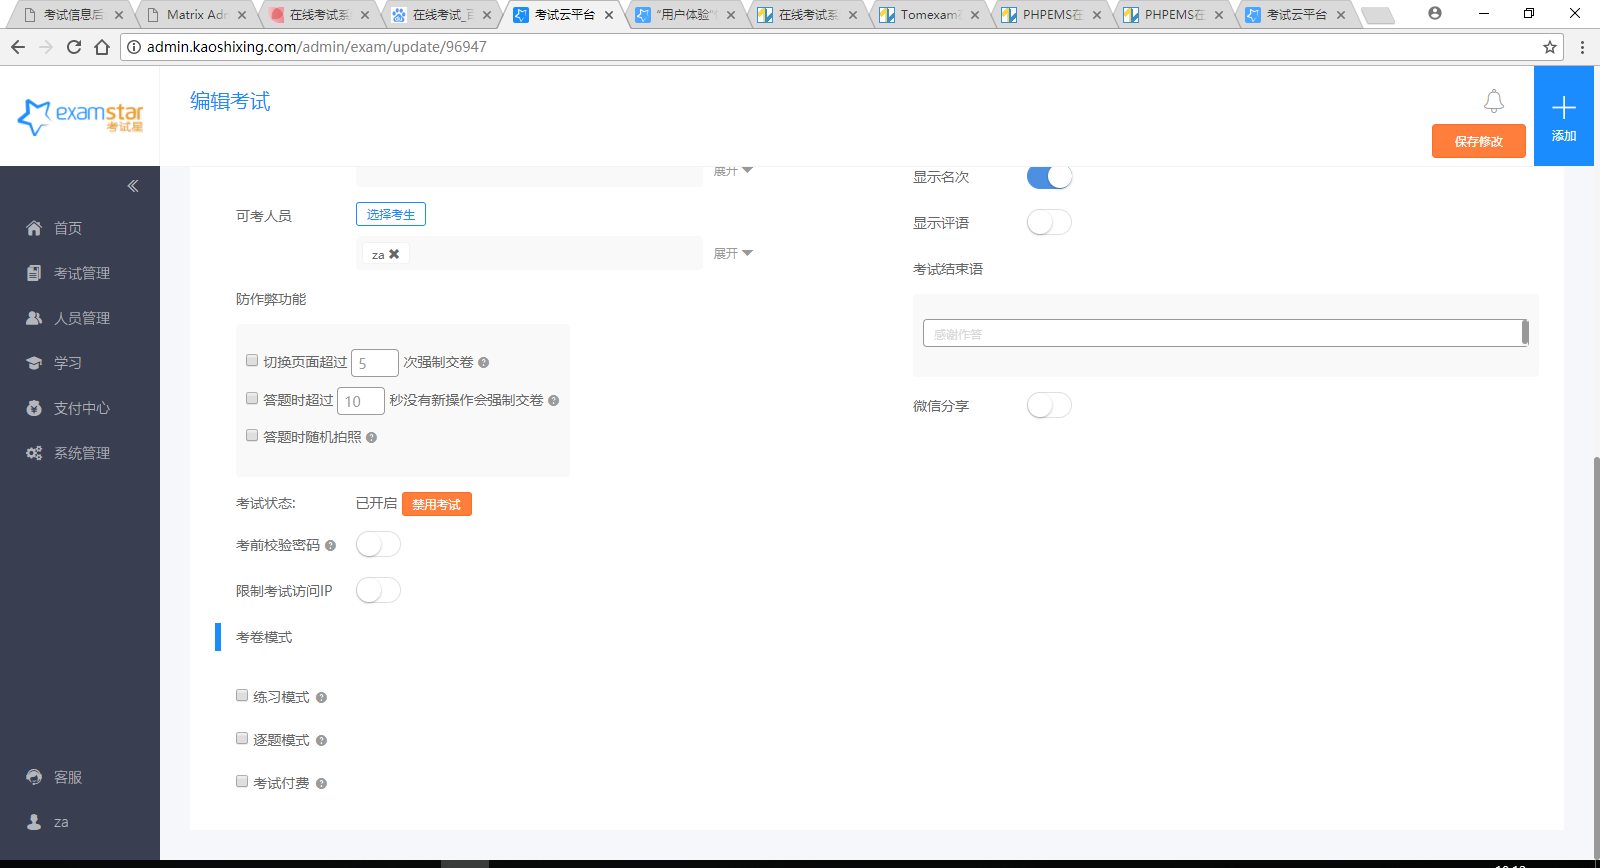 考试信息后
Matrix Adn
在线考试系
在线考试_百
考试云平台
"用户体验"
在线考试系
Tomexam
PHPEMS在
PHPEMS在
考试云平台
admin.kaoshixing.com/admin/exam/update/96947
examstar
考试星
编辑考试
保存修改
添加
首页
考试管理
人员管理
学习
支付中心
系统管理
客服
za
展开
可考人员
选择考生
za
展开
防作弊功能
切换页面超过 5 次强制交卷
答题时超过 10 秒没有新操作会强制交卷
答题时随机拍照
考试状态: 已开启 禁用考试
考前校验密码
限制考试访问IP
考卷模式
练习模式
逐题模式
考试付费
显示名次
显示评语
考试结束语
感谢作答
微信分享